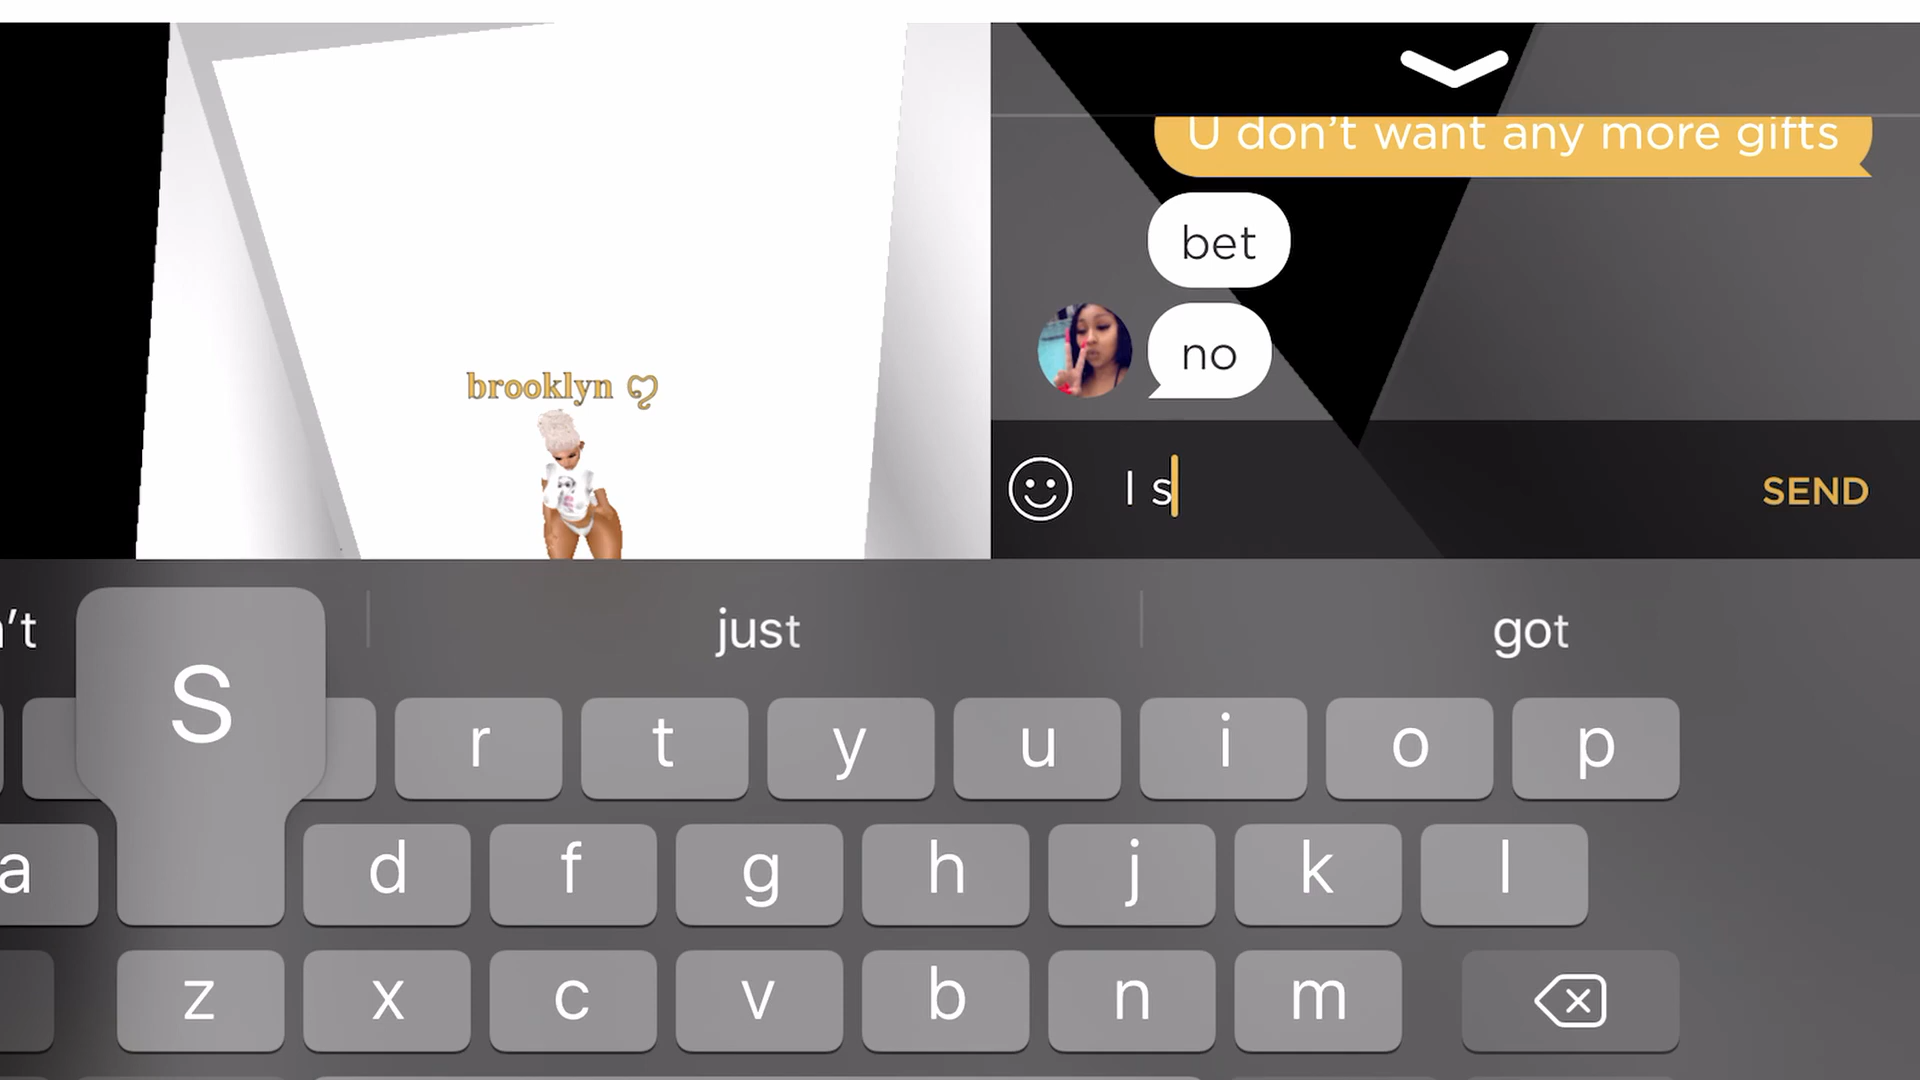 U don't want any more gifts
bet
no
brooklyn ღ
I s
SEND
n't
just
got
S
r t y u i o p
a d f g h j k l
z x c v b n m